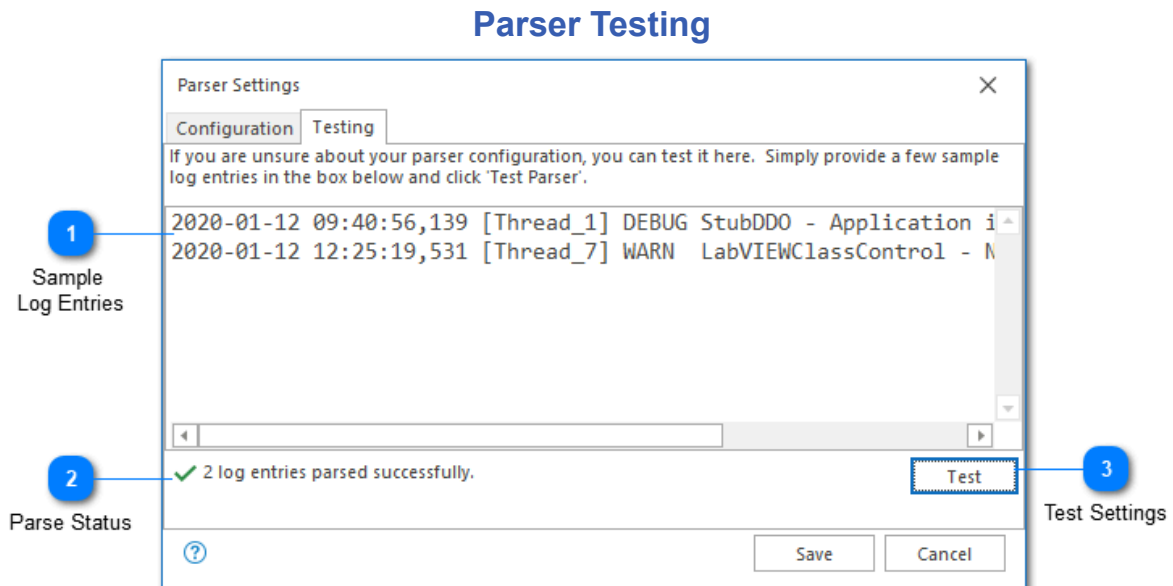 Parser Testing
Parser Settings
Configuration Testing
If you are unsure about your parser configuration, you can test it here. Simply provide a few sample
log entries in the box below and click 'Test Parser'.
2020-01-12 09:40:56,139 [Thread_1] DEBUG StubDDO - Application i
2020-01-12 12:25:19,531 [Thread_7] WARN  LabVIEWClassControl - N
1
Sample
Log Entries
2
Parse Status
✓ 2 log entries parsed successfully.
Test
3
Test Settings
?
Save
Cancel